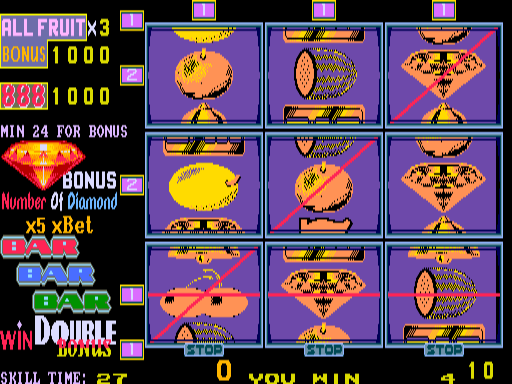 1 1 1
ALL FRUIT x3 1
BONUS 1000
2
888 1000
MIN 24 FOR BONUS
BONUS
2
Number Of Diamond
x5 xBet
BAR
BAR
BAR
1
WIN DOUBLE
BONUS 1
STOP STOP STOP
SKILL TIME: 27 0 YOU WIN 4 10